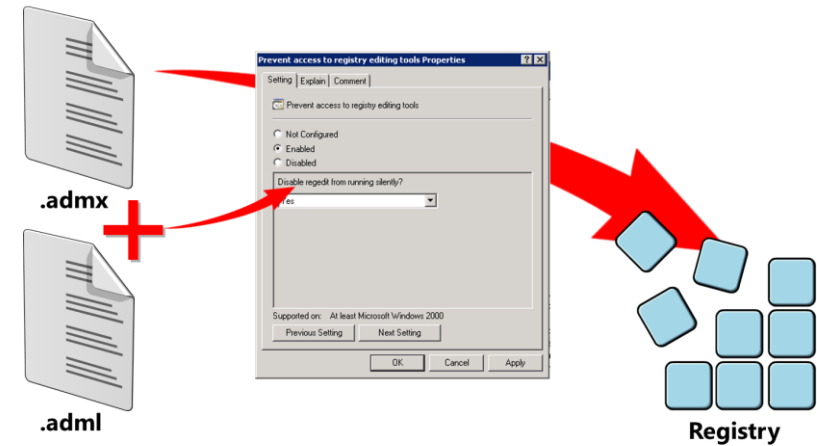 .admx
.adml
Prevent access to registry editing tools Properties
Setting
Explain
Comment
Prevent access to registry editing tools
Not Configured
Enabled
Disabled
Disable regedit from running silently?
Yes
Supported on: At least Microsoft Windows 2000
Previous Setting
Next Setting
OK
Cancel
Apply
Registry